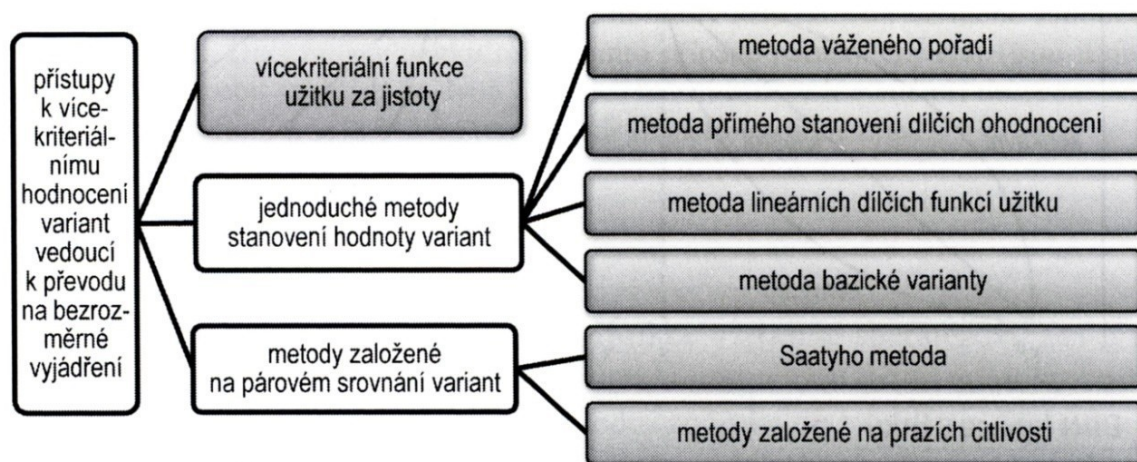 přístupy
k více-
kriteriál-
nímu
hodnocení
variant
vedoucí
k převodu
na bezroz-
měrné
vyjádření
vícekriteriální funkce
užitku za jistoty
jednoduché metody
stanovení hodnoty variant
metody založené
na párovém srovnání variant
metoda váženého pořadí
metoda přímého stanovení dílčích ohodnocení
metoda lineárních dílčích funkcí užitku
metoda bazické varianty
Saatyho metoda
metody založené na prazích citlivosti